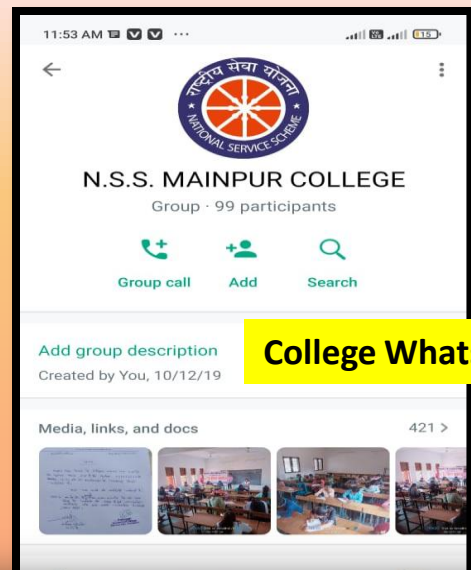 11:53 AM
15
राष्ट्रीय सेवा योजना
NATIONAL SERVICE SCHEME
N.S.S. MAINPUR COLLEGE
Group · 99 participants
Group call Add Search
Add group description
College What
Created by You, 10/12/19
Media, links, and docs 421 >